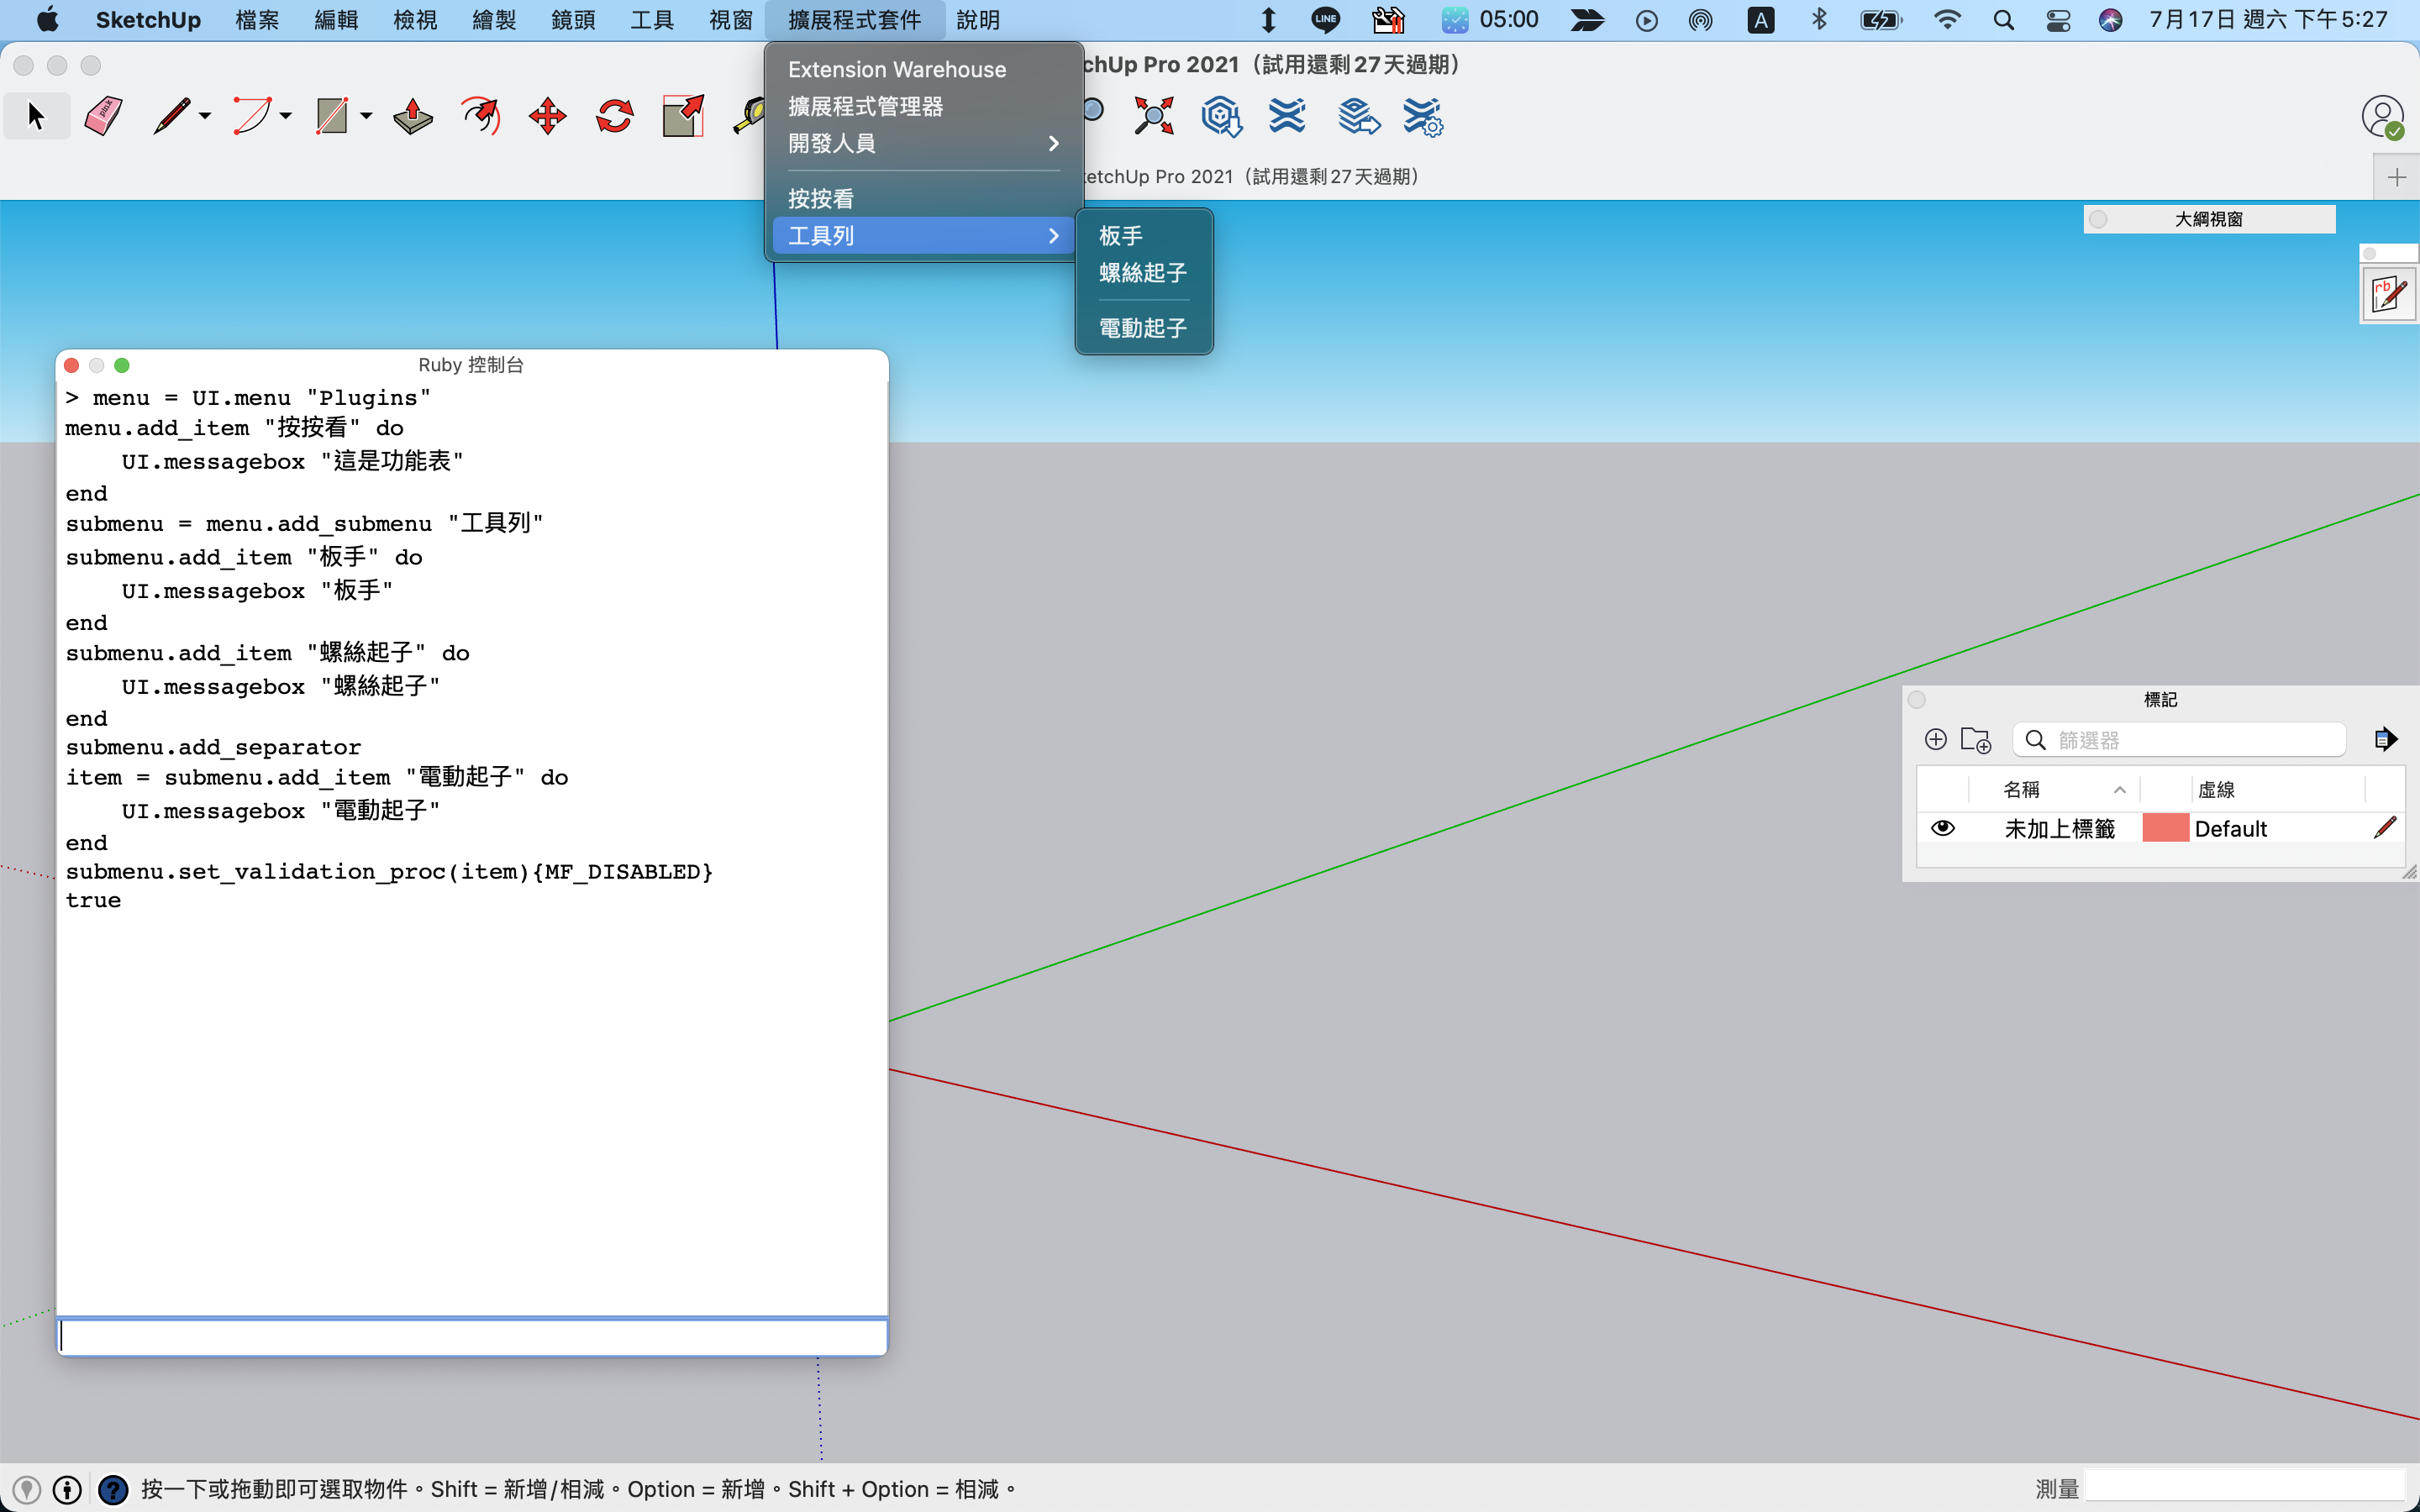 SketchUp 檔案 編輯 檢視 繪製 鏡頭 工具 視窗 擴展程式套件 說明 LINE 05:00 A 7月17日 週六 下午5:27
chUp Pro 2021（試用還剩27天過期）
Extension Warehouse
擴展程式管理器
開發人員
按按看
工具列
板手
螺絲起子
電動起子
pink
etchUp Pro 2021（試用還剩27天過期）
大綱視窗
rb
Ruby 控制台
> menu = UI.menu "Plugins"
menu.add_item "按按看" do
    UI.messagebox "這是功能表"
end
submenu = menu.add_submenu "工具列"
submenu.add_item "板手" do
    UI.messagebox "板手"
end
submenu.add_item "螺絲起子" do
    UI.messagebox "螺絲起子"
end
submenu.add_separator
item = submenu.add_item "電動起子" do
    UI.messagebox "電動起子"
end
submenu.set_validation_proc(item){MF_DISABLED}
true
標記
篩選器
名稱 虛線
未加上標籤 Default
按一下或拖動即可選取物件。Shift = 新增/相減。Option = 新增。Shift + Option = 相減。
測量